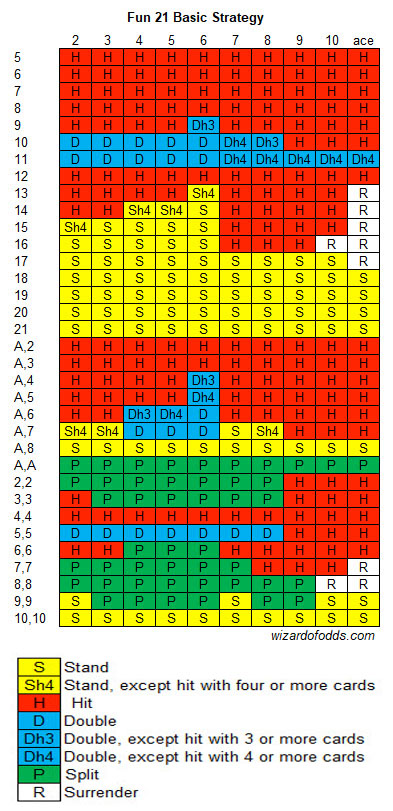 Fun 21 Basic Strategy
2 3 4 5 6 7 8 9 10 ace
5 H H H H H H H H H H
6 H H H H H H H H H H
7 H H H H H H H H H H
8 H H H H H H H H H H
9 H H H H Dh3 H H H H H
10 D D D D D Dh4 Dh3 H H H
11 D D D D D Dh4 Dh4 Dh4 Dh4 Dh4
12 H H H H H H H H H H
13 H H H H Sh4 H H H H R
14 H H Sh4 Sh4 S H H H H R
15 Sh4 S S S S H H H H R
16 S S S S S H H H R R
17 S S S S S S S S S R
18 S S S S S S S S S S
19 S S S S S S S S S S
20 S S S S S S S S S S
21 S S S S S S S S S S
A,2 H H H H H H H H H H
A,3 H H H H H H H H H H
A,4 H H H H Dh3 H H H H H
A,5 H H H H Dh4 H H H H H
A,6 H H Dh3 Dh4 D H H H H H
A,7 Sh4 Sh4 D D D S Sh4 H H H
A,8 S S S S S S S S S S
A,A P P P P P P P P P P
2,2 P P P P P P P H H H
3,3 H P P P P P P H H H
4,4 H H H H H H H H H H
5,5 D D D D D D D H H H
6,6 H H P P P H H H H H
7,7 P P P P P P H H H R
8,8 P P P P P P P P R R
9,9 S P P P P S P P S S
10,10 S S S S S S S S S S
wizardofodds.com
S Stand
Sh4 Stand, except hit with four or more cards
H Hit
D Double
Dh3 Double, except hit with 3 or more cards
Dh4 Double, except hit with 4 or more cards
P Split
R Surrender